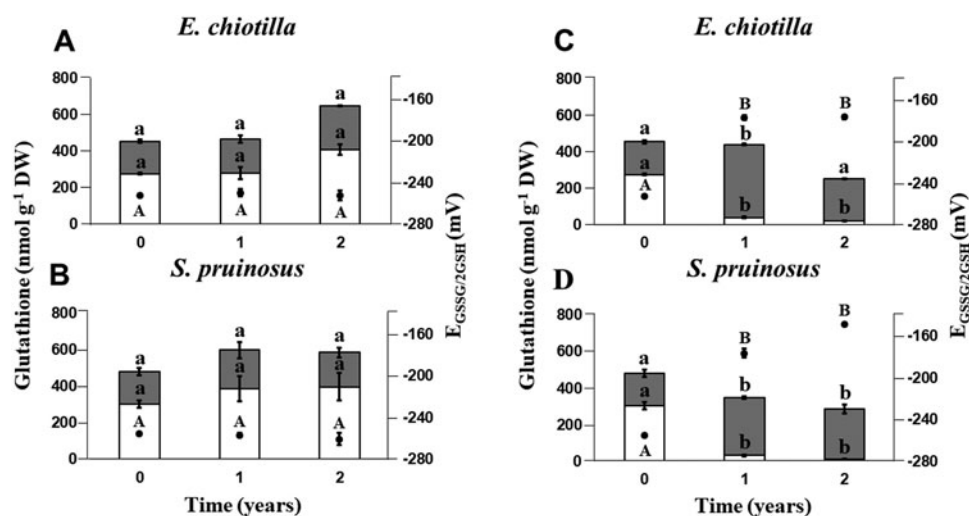 A
E. chiotilla
800
600
400
200
0
a
a
A
a
a
A
a
a
A
-160
-200
-240
-280
0 1 2
B
S. pruinosus
800
600
400
200
0
a
a
A
a
a
A
a
a
A
-160
-200
-240
-280
0 1 2
Time (years)
Glutathione (nmol g-1 DW)
EGSSG/2GSH (mV)
C
E. chiotilla
800
600
400
200
0
a
a
A
B
b
b
B
a
b
-160
-200
-240
-280
0 1 2
D
S. pruinosus
800
600
400
200
0
a
a
A
B
b
b
B
b
b
-160
-200
-240
-280
0 1 2
Time (years)
Glutathione (nmol g-1 DW)
EGSSG/2GSH (mV)